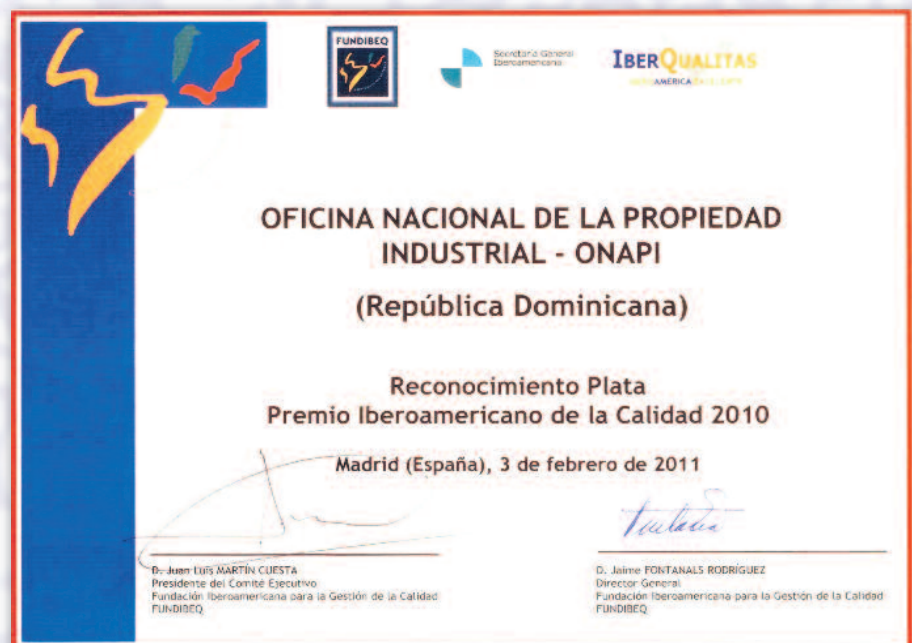 FUNDIBEQ
Secretaría General
Iberoamericana
IBERQUALITAS
OFICINA NACIONAL DE LA PROPIEDAD
INDUSTRIAL - ONAPI
(República Dominicana)
Reconocimiento Plata
Premio Iberoamericano de la Calidad 2010
Madrid (España), 3 de febrero de 2011
D. Juan Luis MARTÍN CUESTA
Presidente del Comité Ejecutivo
Fundación Iberoamericana para la Gestión de la Calidad
FUNDIBEQ
D. Jaime FONTANALS RODRÍGUEZ
Director General
Fundación Iberoamericana para la Gestión de la Calidad
FUNDIBEQ